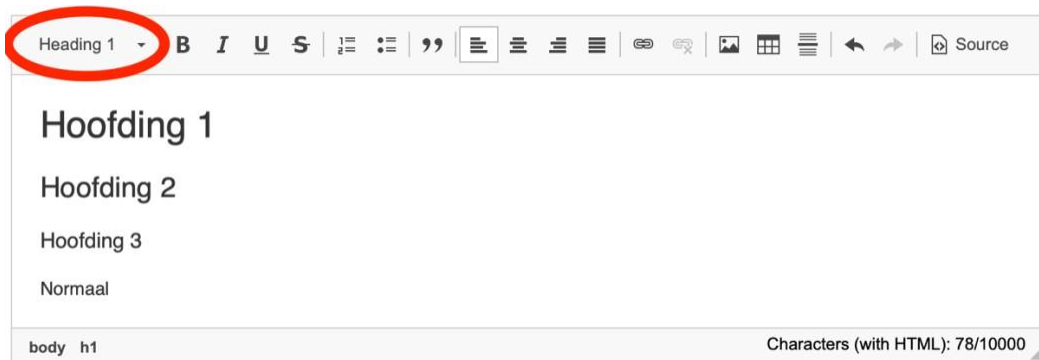 Heading 1 B I U S Source
Hoofding 1
Hoofding 2
Hoofding 3
Normaal
body h1 Characters (with HTML): 78/10000